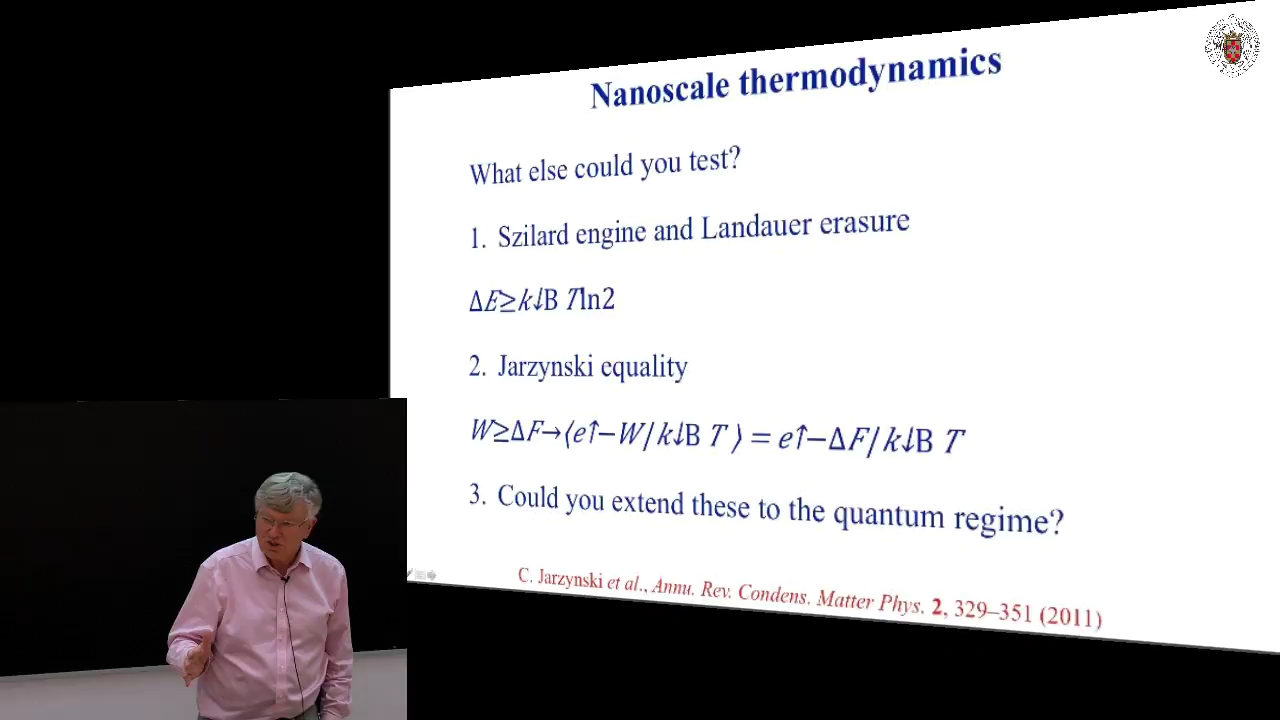 Nanoscale thermodynamics
What else could you test?
1. Szilard engine and Landauer erasure
ΔE≥k↓B Tln2
2. Jarzynski equality
W≥ΔF→⟨e↑−W/k↓B T ⟩ = e↑−ΔF/k↓B T
3. Could you extend these to the quantum regime?
C. Jarzynski et al., Annu. Rev. Condens. Matter Phys. 2, 329–351 (2011)